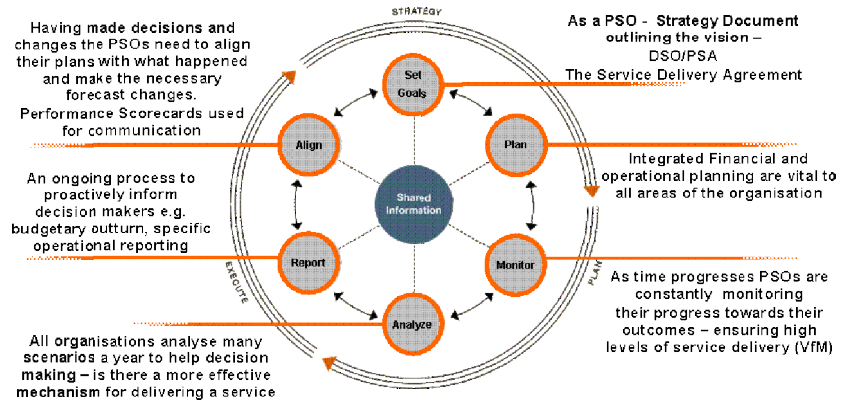 STRATEGY
Having made decisions and
changes the PSOs need to align
their plans with what happened
and make the necessary
forecast changes.
Performance Scorecards used
for communication
As a PSO - Strategy Document
outlining the vision –
DSO/PSA
The Service Delivery Agreement
Set
Goals
Align
Plan
An ongoing process to
proactively inform
decision makers e.g.
budgetary outturn, specific
operational reporting
Integrated Financial and
operational planning are vital to
all areas of the organisation
Shared
Information
Report
Monitor
EXECUTE
PLAN
Analyze
As time progresses PSOs are
constantly monitoring
their progress towards their
outcomes – ensuring high
levels of service delivery (VfM)
All organisations analyse many
scenarios a year to help decision
making – is there a more effective
mechanism for delivering a service